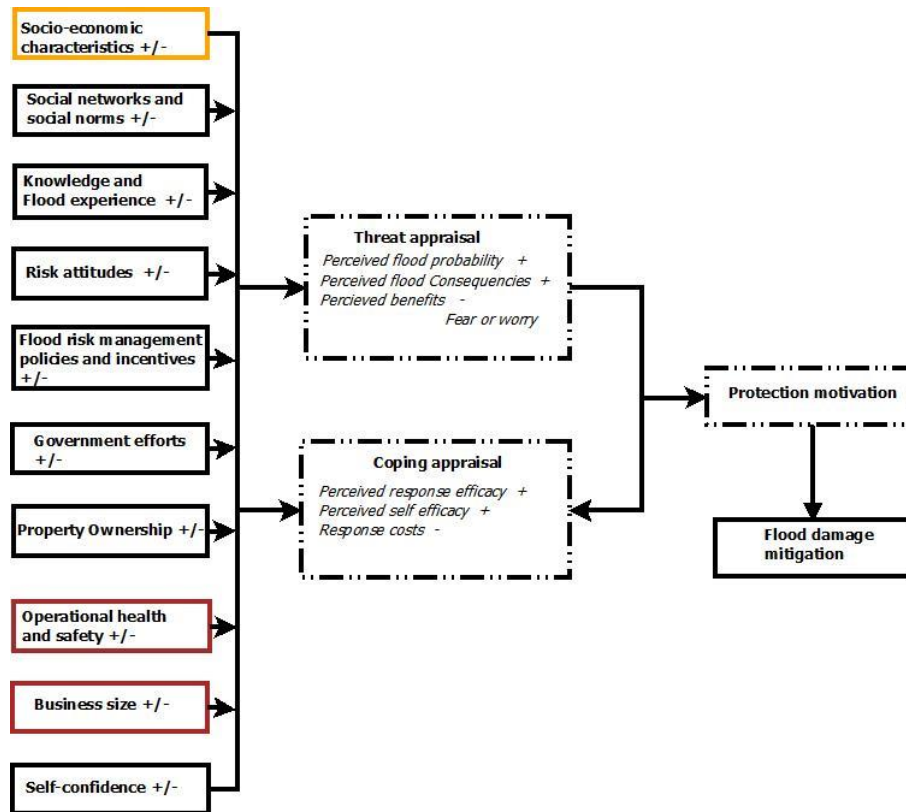 Socio-economic
characteristics +/-
Social networks and
social norms +/-
Knowledge and
Flood experience +/-
Risk attitudes +/-
Flood risk management
policies and incentives
+/-
Government efforts
+/-
Property Ownership +/-
Operational health
and safety +/-
Business size +/-
Self-confidence +/-
Threat appraisal
Perceived flood probability +
Perceived flood Consequencies +
Percieved benefits -
Fear or worry
Coping appraisal
Perceived response efficacy +
Perceived self efficacy +
Response costs -
Protection motivation
Flood damage
mitigation